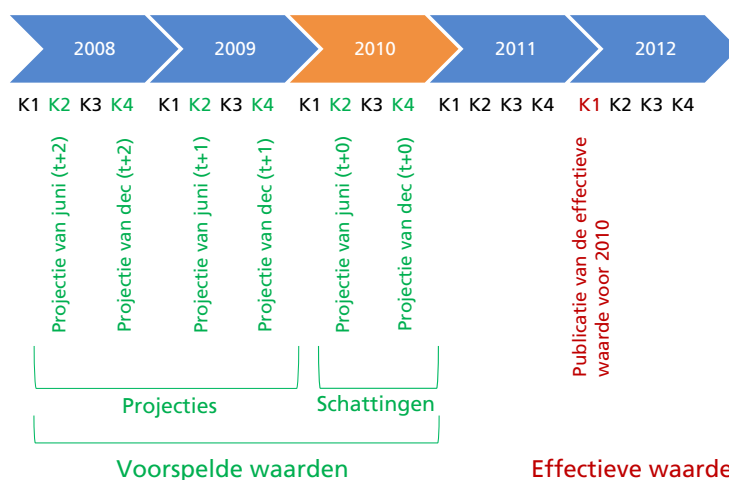 2008 2009 2010 2011 2012
K1 K2 K3 K4 K1 K2 K3 K4 K1 K2 K3 K4 K1 K2 K3 K4 K1 K2 K3 K4
Projectie van juni (t+2)
Projectie van dec (t+2)
Projectie van juni (t+1)
Projectie van dec (t+1)
Projectie van juni (t+0)
Projectie van dec (t+0)
Publicatie van de effectieve
waarde voor 2010
Projecties
Schattingen
Voorspelde waarden
Effectieve waarde